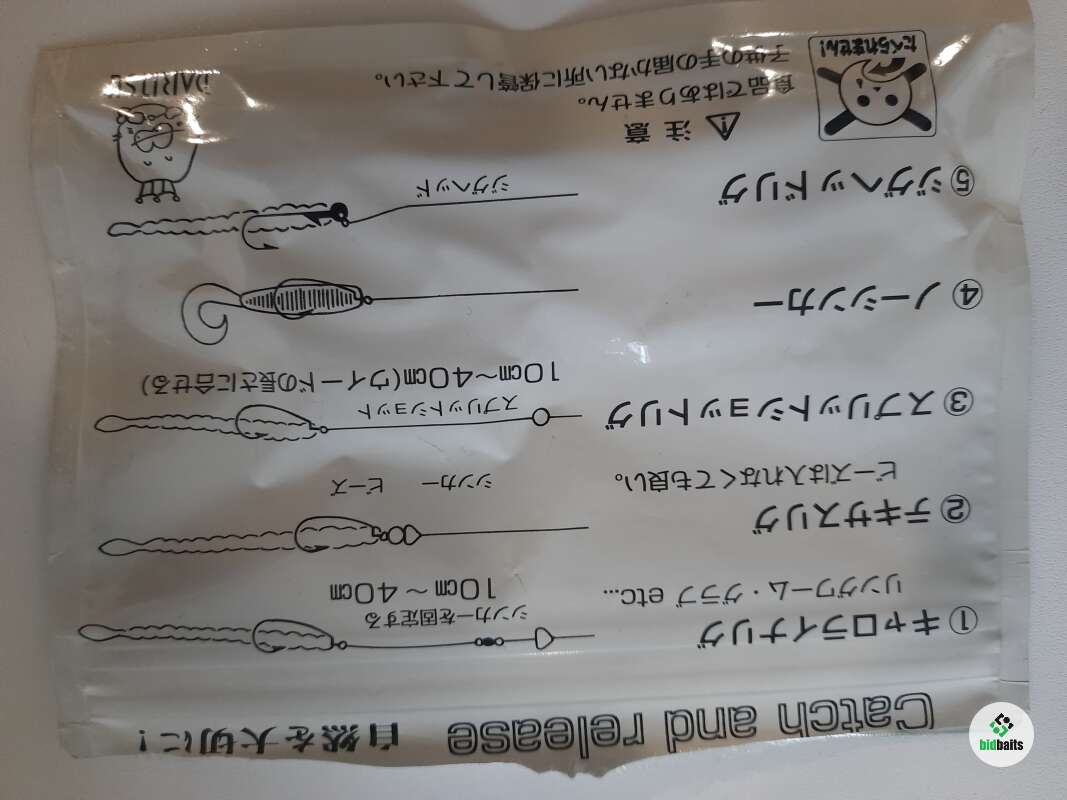 Catch and release 自然を大切に！
①キャロライナリグ
リングワーム・グラブ etc…
シンカーを固定する
10cm～40cm
②テキサスリグ
ビーズは入れなくても良い。
シンカー ビーズ
③スプリットショットリグ
スプリットショット
10cm～40cm(ウィードの長さに合せる)
④ノーシンカー
⑤ジグヘッドリグ
ジグヘッド
⚠注意
食品ではありません。
子供の手の届かない所に保管して下さい。
たべられません!
bidbaits